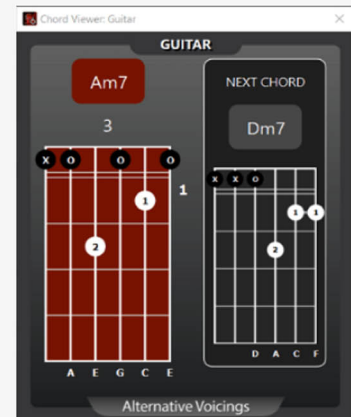 Chord Viewer: Guitar
GUITAR
Am7
3
X O O O
1
1
2
A E G C E
NEXT CHORD
Dm7
X X O
1 1
2
D A C F
Alternative Voicings